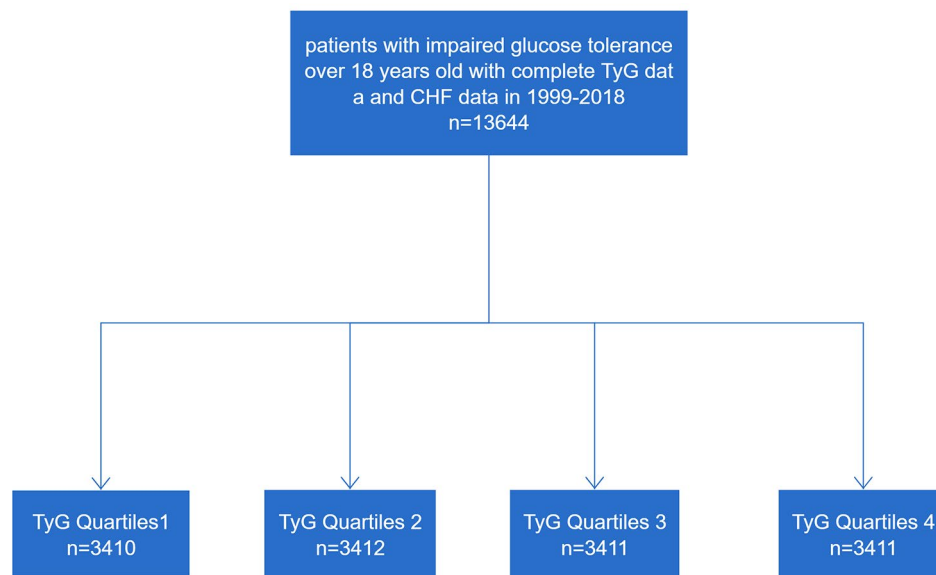 patients with impaired glucose tolerance
over 18 years old with complete TyG dat
a and CHF data in 1999-2018
n=13644
TyG Quartiles1
n=3410
TyG Quartiles 2
n=3412
TyG Quartiles 3
n=3411
TyG Quartiles 4
n=3411